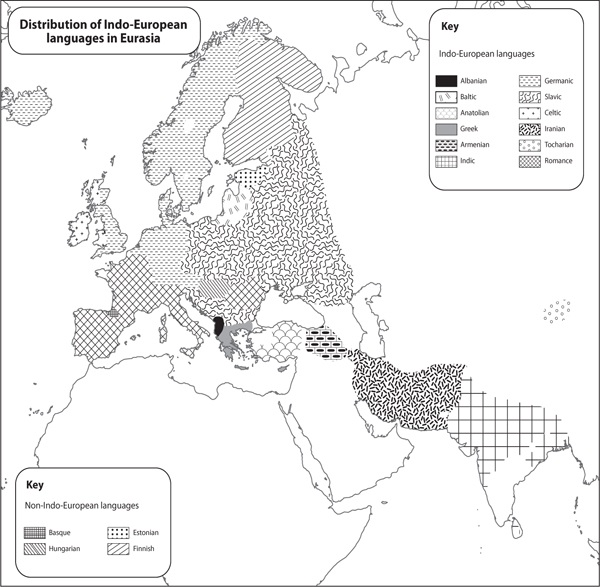 Distribution of Indo-European
languages in Eurasia
Key
Indo-European languages
Albanian
Baltic
Anatolian
Greek
Armenian
Indic
Germanic
Slavic
Celtic
Iranian
Tocharian
Romance
Key
Non-Indo-European languages
Basque
Hungarian
Estonian
Finnish